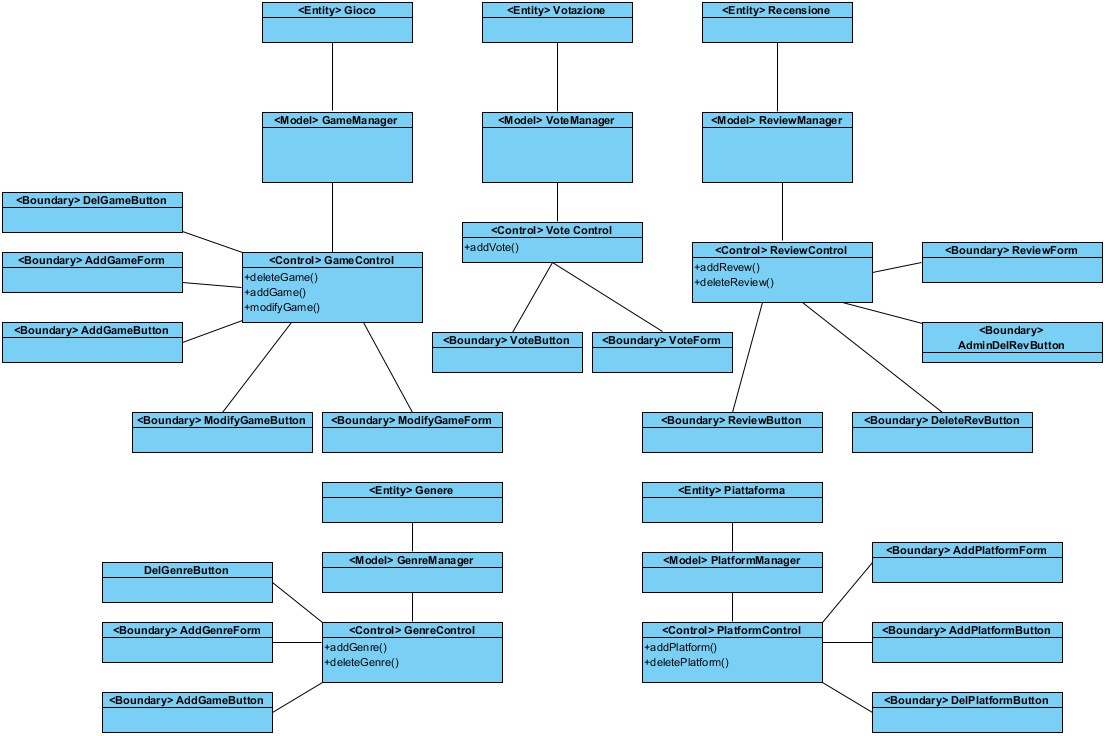 <Entity> Gioco
<Entity> Votazione
<Entity> Recensione
<Model> GameManager
<Model> VoteManager
<Model> ReviewManager
<Boundary> DelGameButton
<Control> Vote Control
+addVote()
<Control> ReviewControl
+addRevew()
+deleteReview()
<Boundary> ReviewForm
<Boundary> AddGameForm
<Control> GameControl
+deleteGame()
+addGame()
+modifyGame()
<Boundary> AddGameButton
<Boundary> VoteButton
<Boundary> VoteForm
<Boundary>
AdminDelRevButton
<Boundary> ModifyGameButton
<Boundary> ModifyGameForm
<Boundary> ReviewButton
<Boundary> DeleteRevButton
<Entity> Genere
<Entity> Piattaforma
<Model> GenreManager
<Model> PlatformManager
<Boundary> AddPlatformForm
DelGenreButton
<Boundary> AddGenreForm
<Control> GenreControl
+addGenre()
+deleteGenre()
<Control> PlatformControl
+addPlatform()
+deletePlatform()
<Boundary> AddPlatformButton
<Boundary> AddGameButton
<Boundary> DelPlatformButton